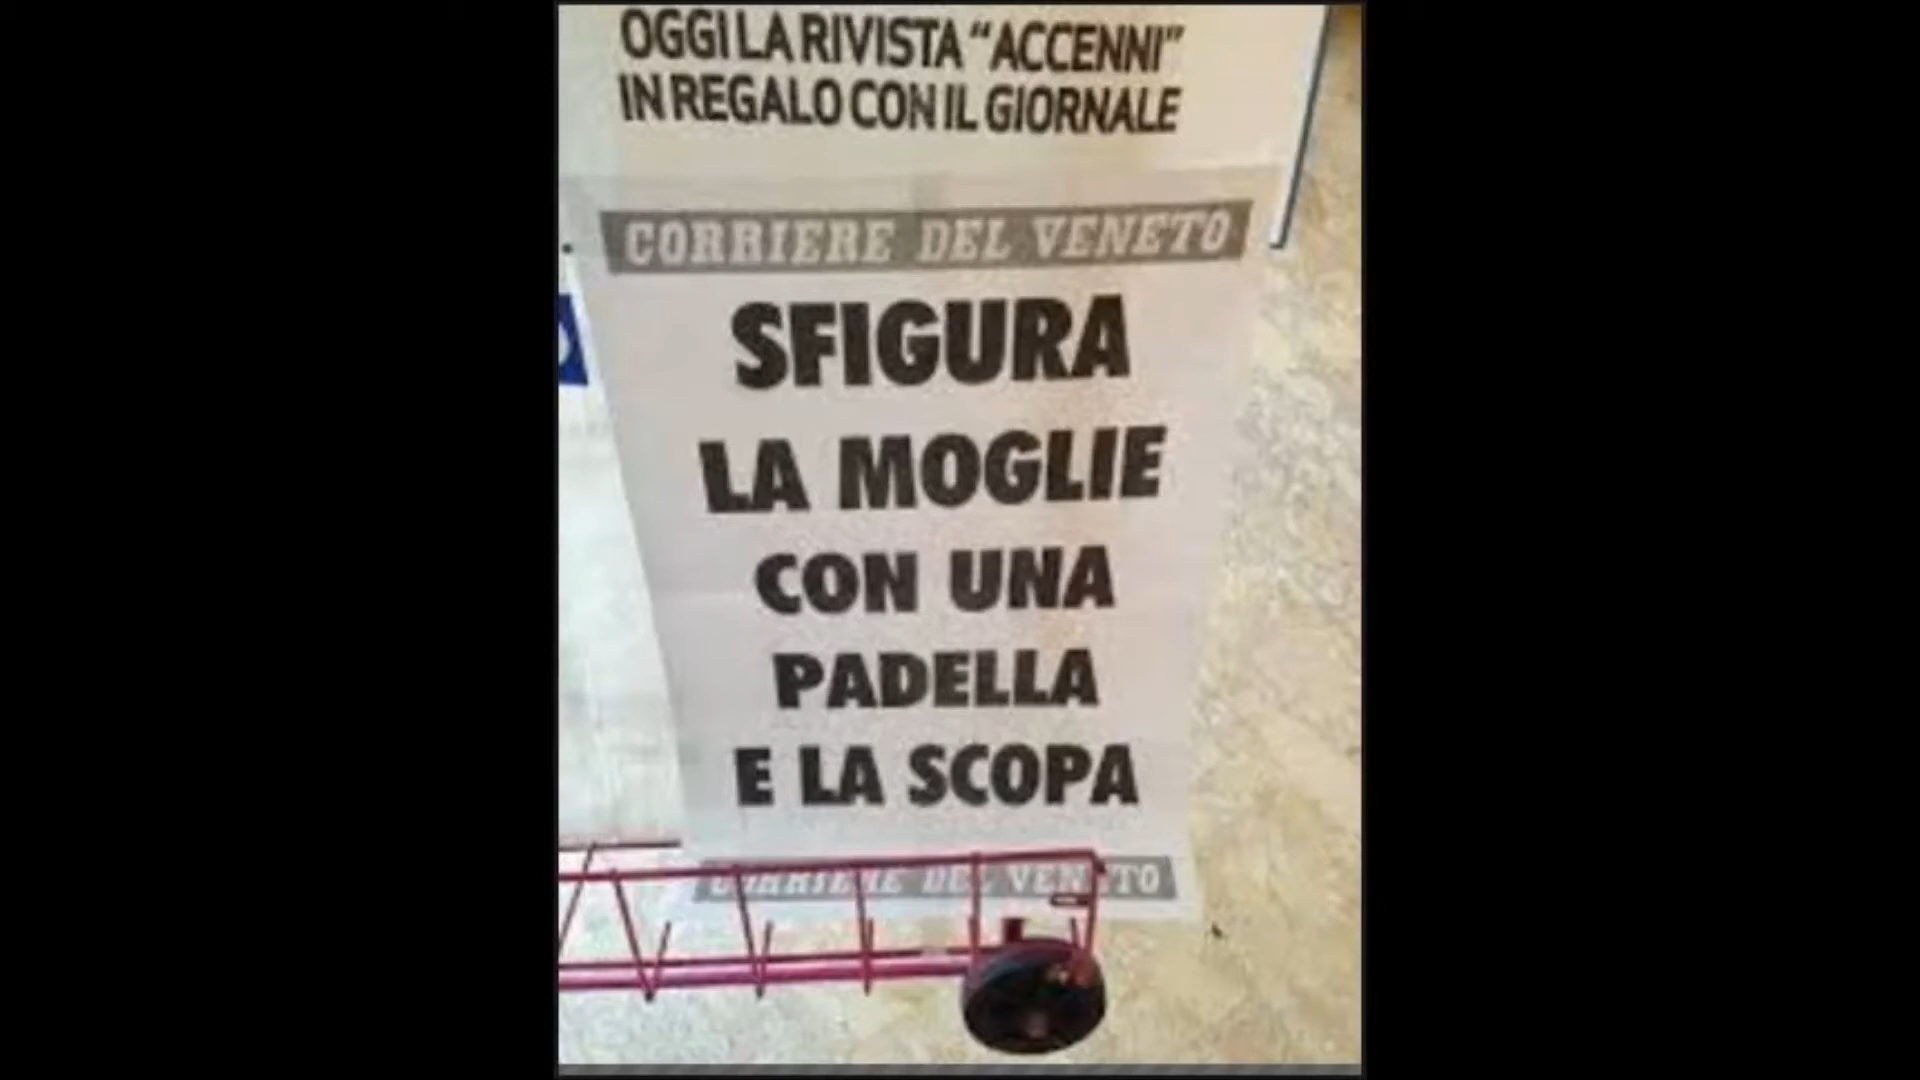 OGGI LA RIVISTA “ACCENNI”
IN REGALO CON IL GIORNALE
CORRIERE DEL VENETO
SFIGURA
LA MOGLIE
CON UNA
PADELLA
E LA SCOPA
CORRIERE DEL VENETO